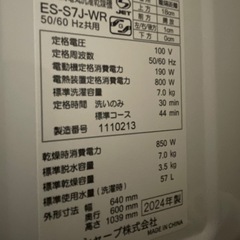 ES-S7J-WR
50/60 Hz共用
定格電圧 100 V
定格周波数 50/60 Hz
電動機定格消費電力 190 W
電熱装置定格消費電力 800 W
標準洗濯容量 7.0 kg
目安時間 洗いのみ 30 min
標準コース 44 min
製造番号 1110213
乾燥時消費電力 850 W
標準乾燥容量 3.5 kg
標準脱水容量 7.0 kg
標準使用水量(洗濯時) 57 L
外形寸法 幅 640 mm
奥行 600 mm
高さ 1039 mm
2024年製
シャープ株式会社
MADE IN CHINA